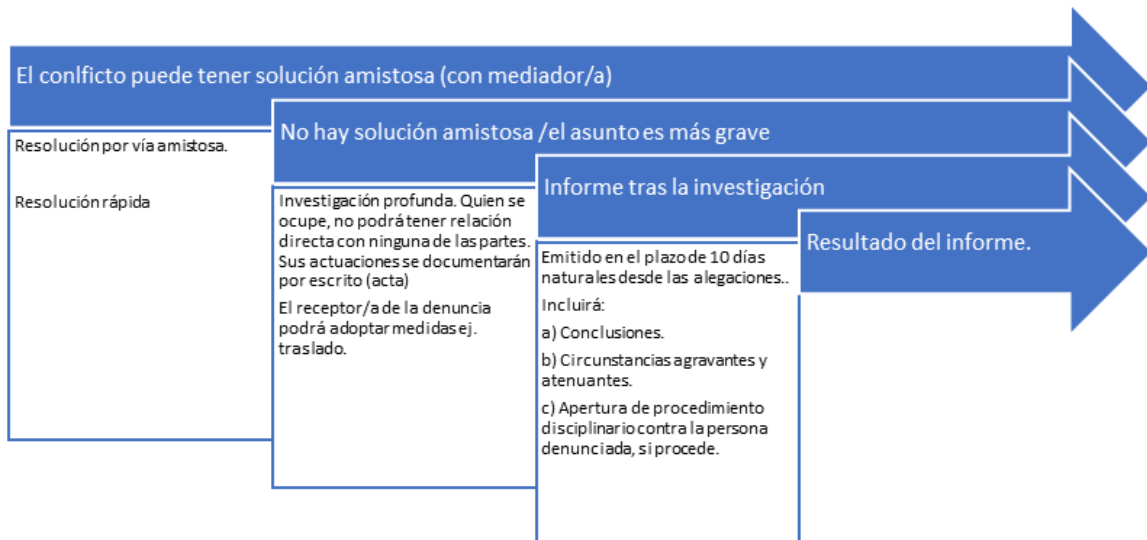 El conlficto puede tener solución amistosa (con mediador/a)
Resolución por vía amistosa.
Resolución rápida
No hay solución amistosa /el asunto es más grave
Investigación profunda. Quien se
ocupe, no podrá tener relación
directa con ninguna de las partes.
Sus actuaciones se documentarán
por escrito (acta)
El receptor/a de la denuncia
podrá adoptar medidas ej.
traslado.
Informe tras la investigación
Emitido en el plazo de 10 días
naturales desde las alegaciones..
Incluirá:
a) Conclusiones.
b) Circunstancias agravantes y
atenuantes.
c) Apertura de procedimiento
disciplinario contra la persona
denunciada, si procede.
Resultado del informe.